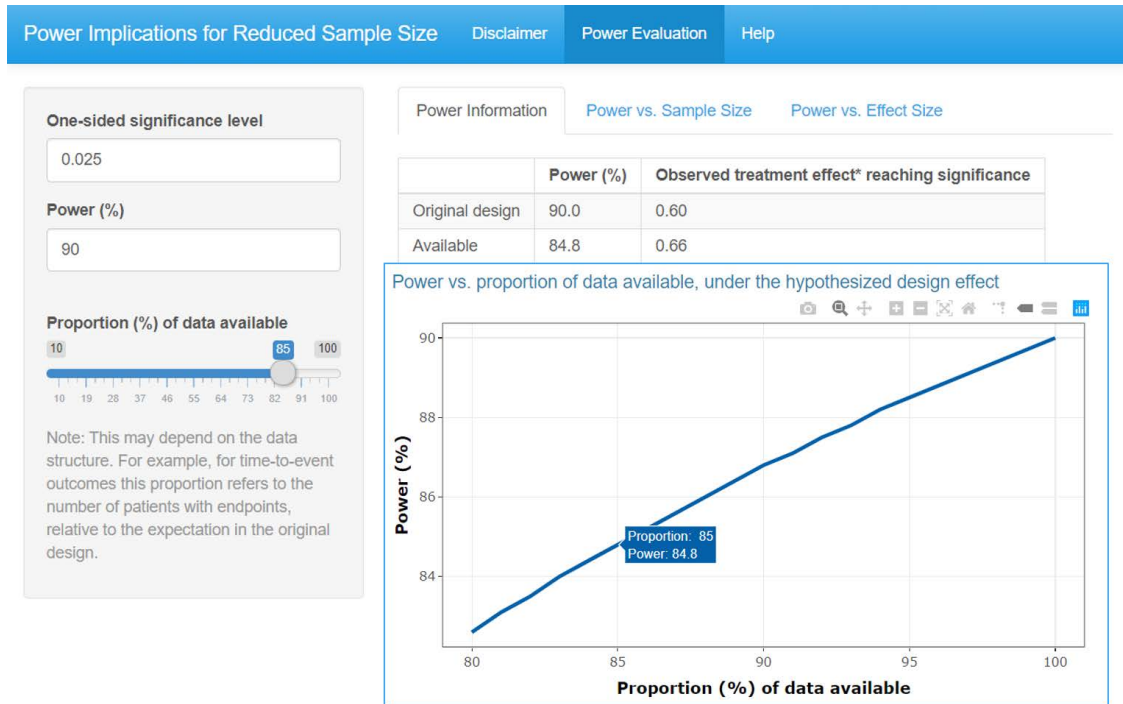 Power Implications for Reduced Sample Size Disclaimer Power Evaluation Help
One-sided significance level
0.025
Power (%)
90
Proportion (%) of data available
10 85 100
10 19 28 37 46 55 64 73 82 91 100
Note: This may depend on the data
structure. For example, for time-to-event
outcomes this proportion refers to the
number of patients with endpoints,
relative to the expectation in the original
design.
Power Information Power vs. Sample Size Power vs. Effect Size
Power (%) Observed treatment effect* reaching significance
Original design 90.0 0.60
Available 84.8 0.66
Power vs. proportion of data available, under the hypothesized design effect
90
88
86
84
Power (%)
Proportion: 85
Power: 84.8
80 85 90 95 100
Proportion (%) of data available